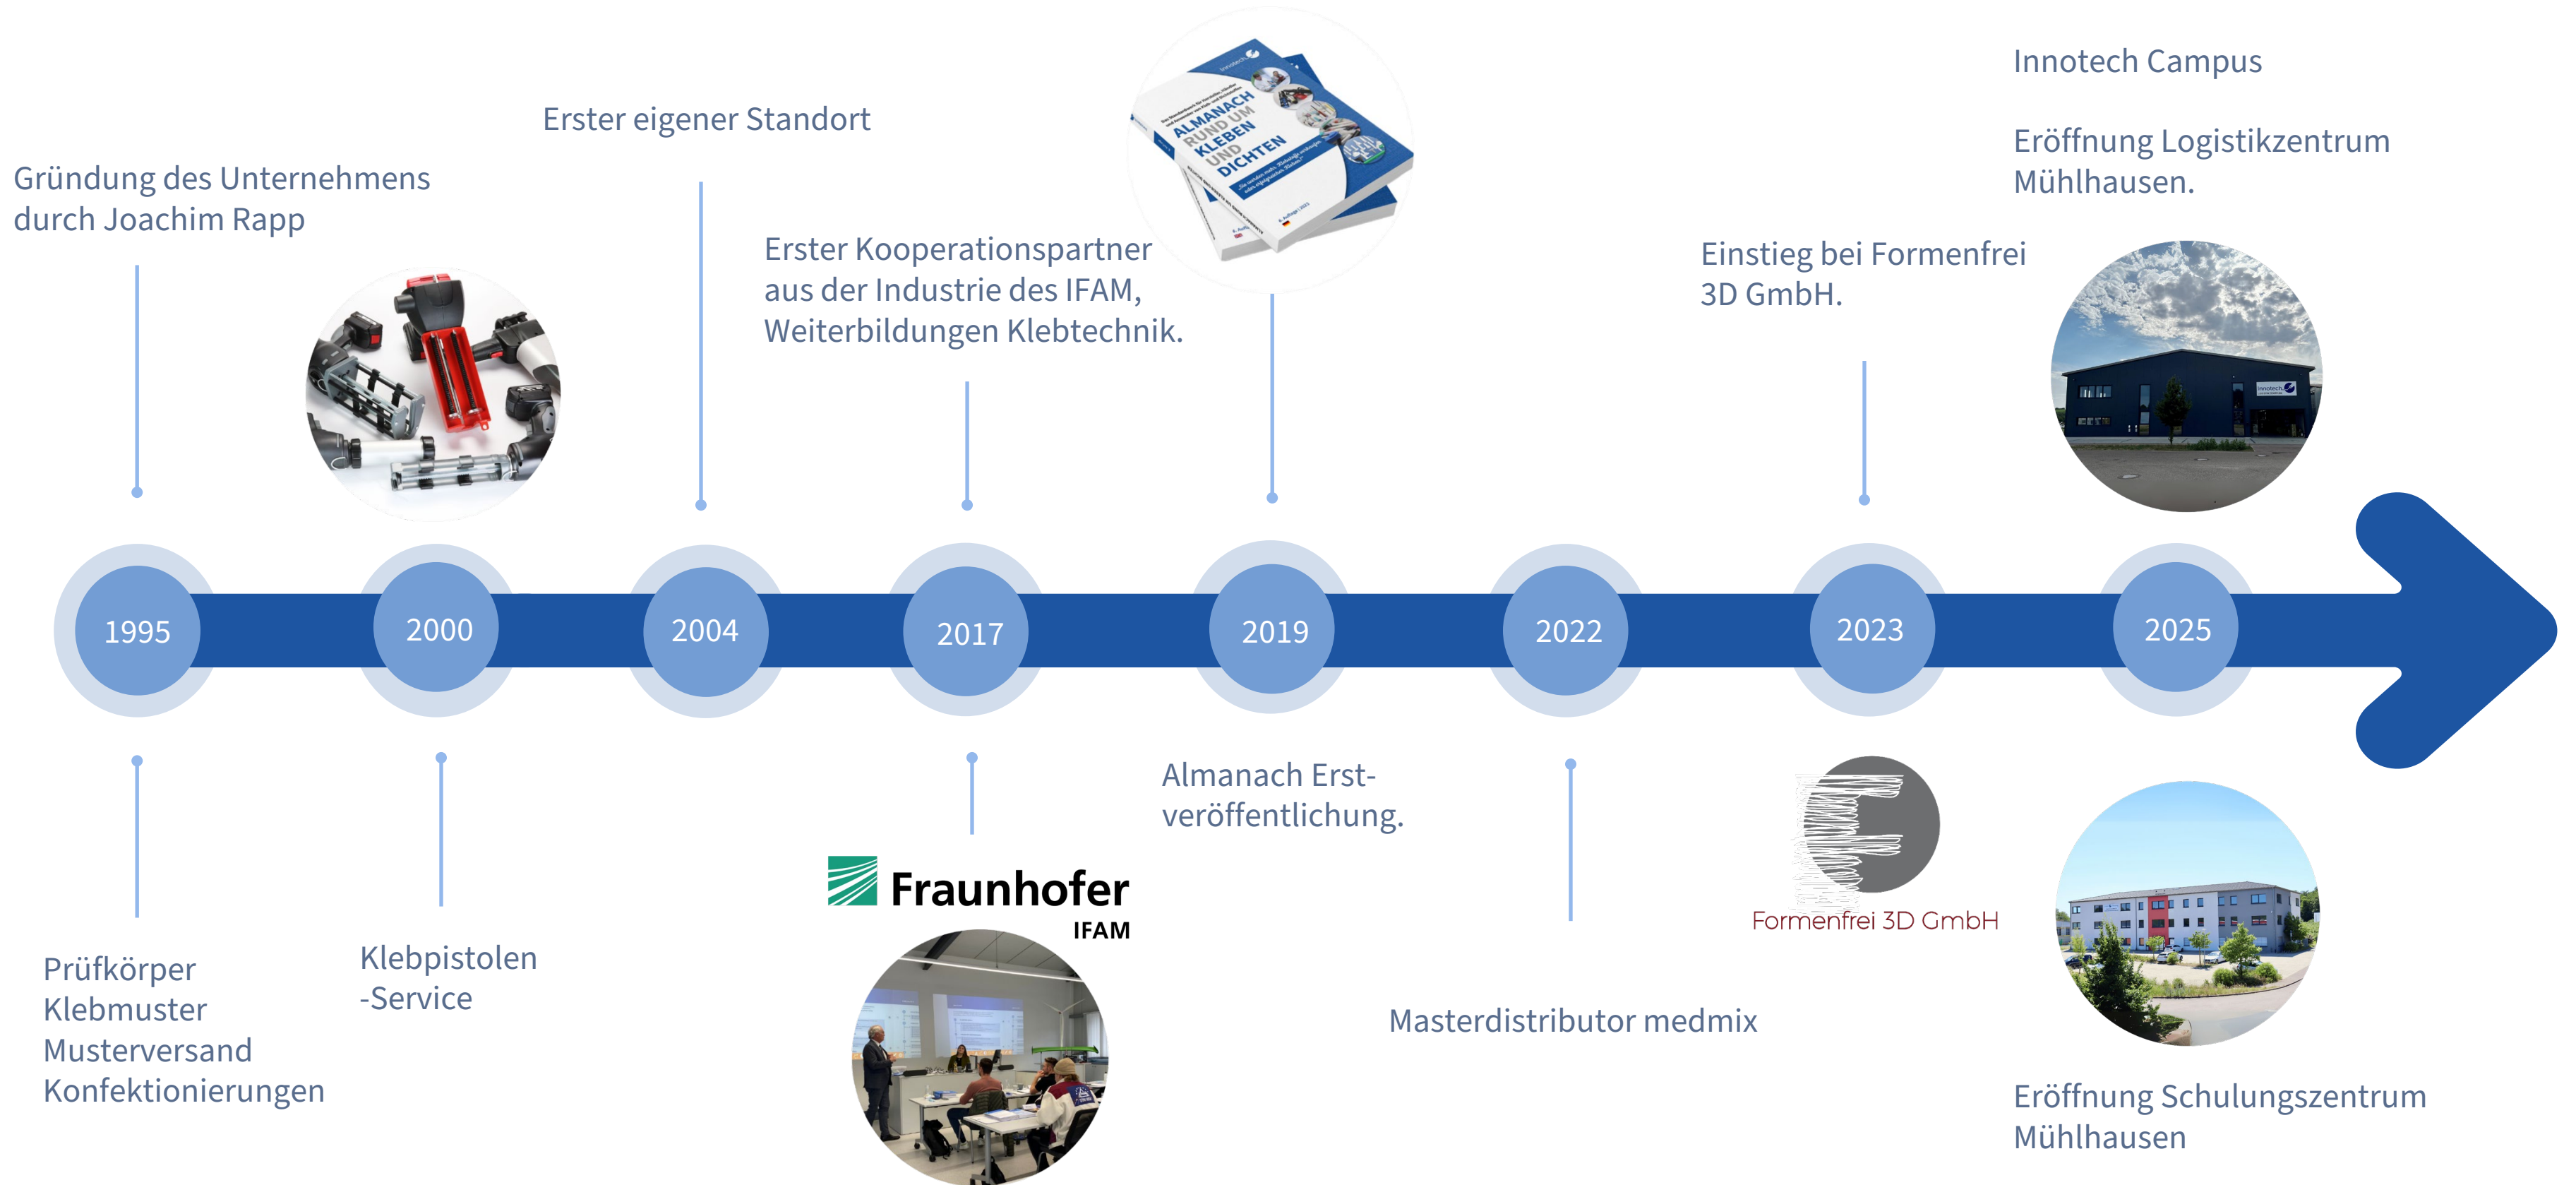 Innotech Campus
Eröffnung Logistikzentrum
Mühlhausen.
Erster eigener Standort
Gründung des Unternehmens
durch Joachim Rapp
innotech
ALMANACH
RUND UM
KLEBEN
UND
DICHTEN
Erster Kooperationspartner
aus der Industrie des IFAM,
Weiterbildungen Klebtechnik.
Einstieg bei Formenfrei
3D GmbH.
innotech
1995
2000
2004
2017
2019
2022
2023
2025
Almanach Erst-
veröffentlichung.
Fraunhofer
IFAM
Formenfrei 3D GmbH
Prüfkörper
Klebmuster
Musterversand
Konfektionierungen
Klebpistolen
-Service
Masterdistributor medmix
Eröffnung Schulungszentrum
Mühlhausen